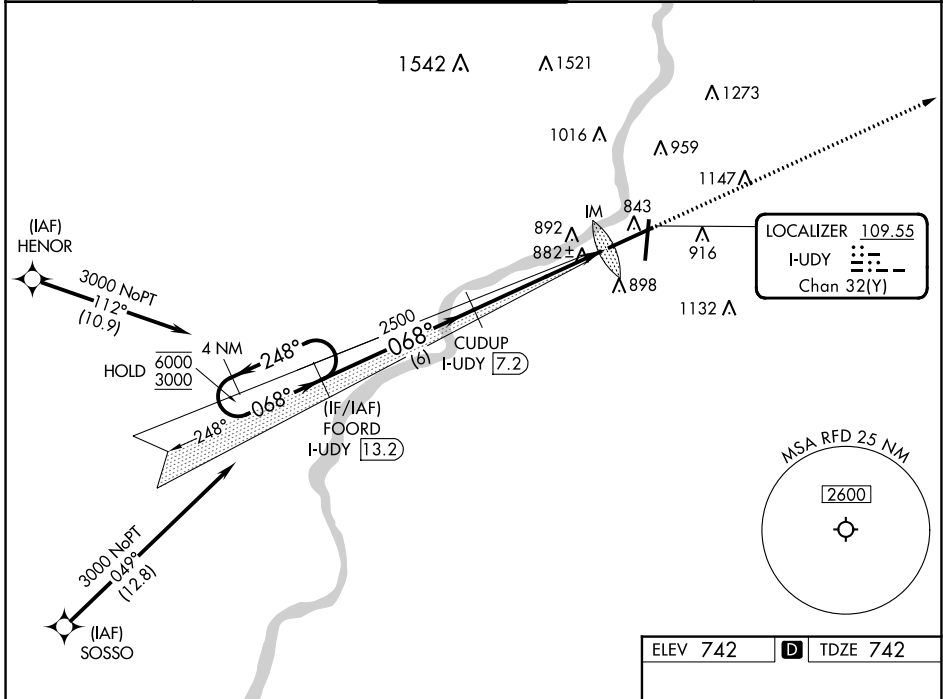 1542
1521
1273
1016
959
1147
(IAF)
HENOR
IM
843
892
882±
898
916
1132
LOCALIZER 109.55
I-UDY
Chan 32(Y)
3000 NoPT
112°
(10.9)
HOLD
6000
3000
4 NM
248°
2500
068°
(6)
CUDUP
I-UDY 7.2
068°
248°
(IF/IAF)
FOORD
I-UDY 13.2
3000 NoPT
049°
(12.8)
(IAF)
SOSSO
MSA RFD 25 NM
2600
ELEV 742 D TDZE 742